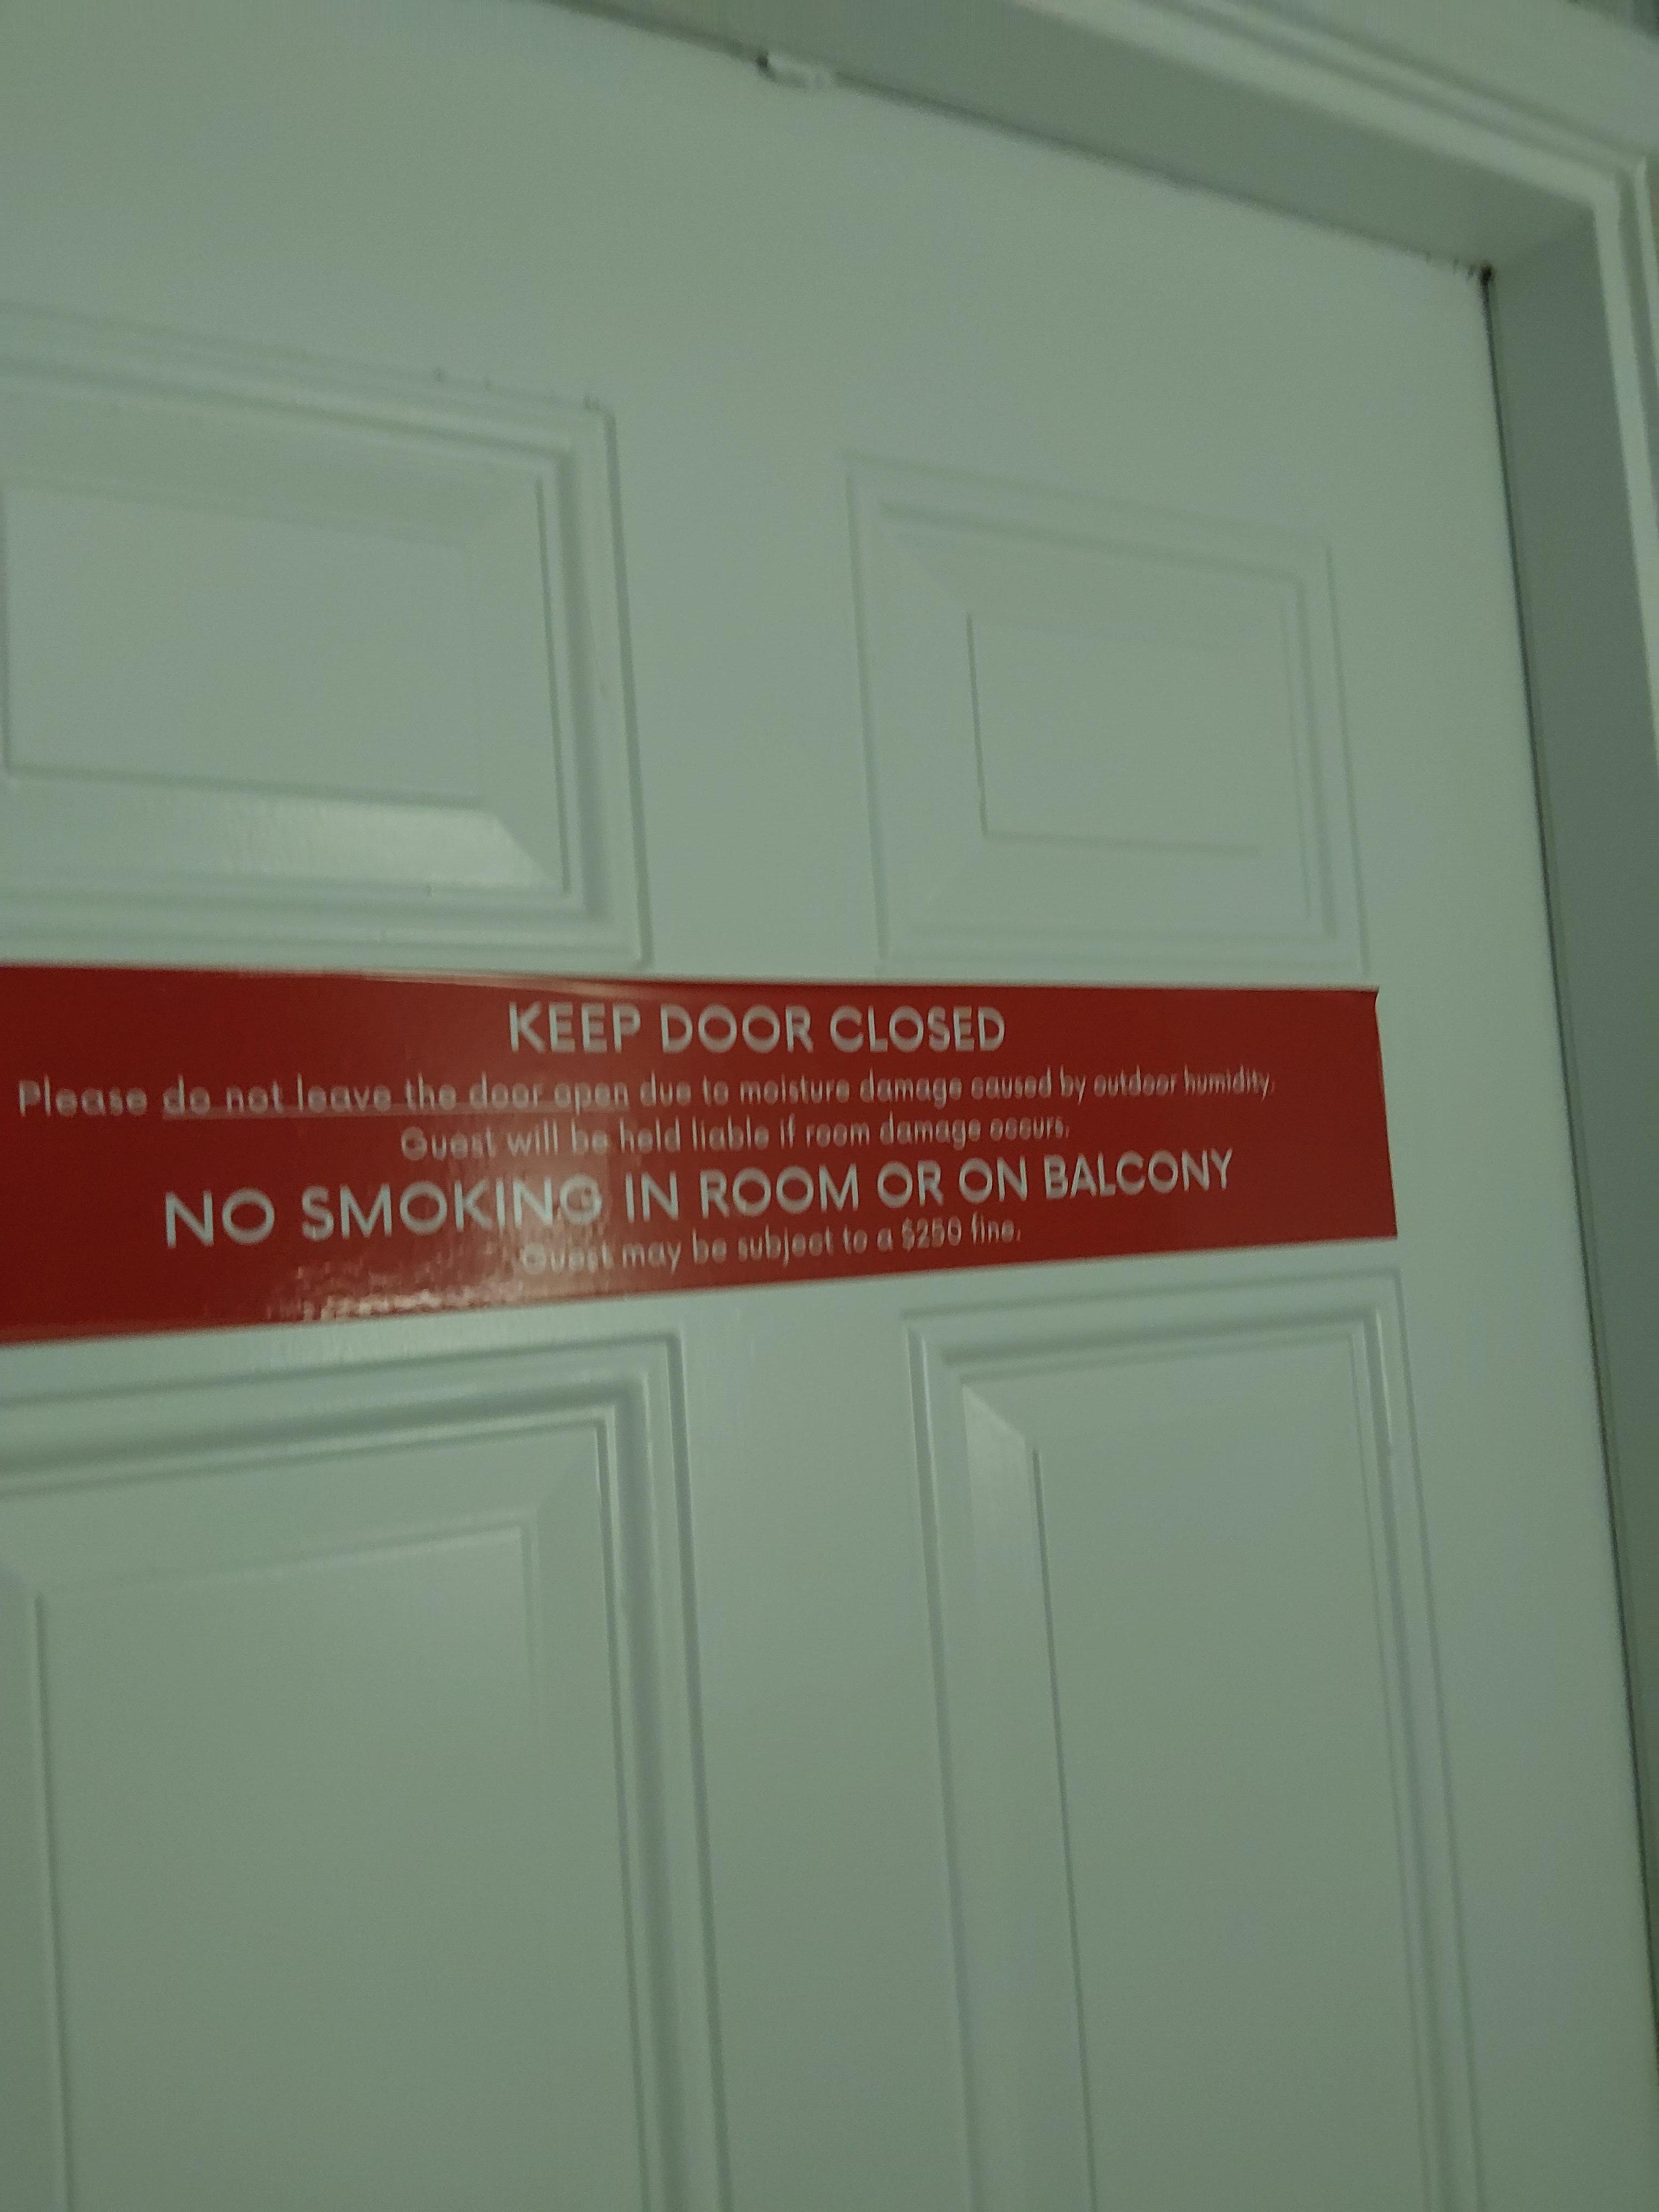 KEEP DOOR CLOSED
Please do not leave the door open due to moisture damage caused by outdoor humidity.
Guest will be held liable if room damage occurs.
NO SMOKING IN ROOM OR ON BALCONY
Guest may be subject to a $250 fine.